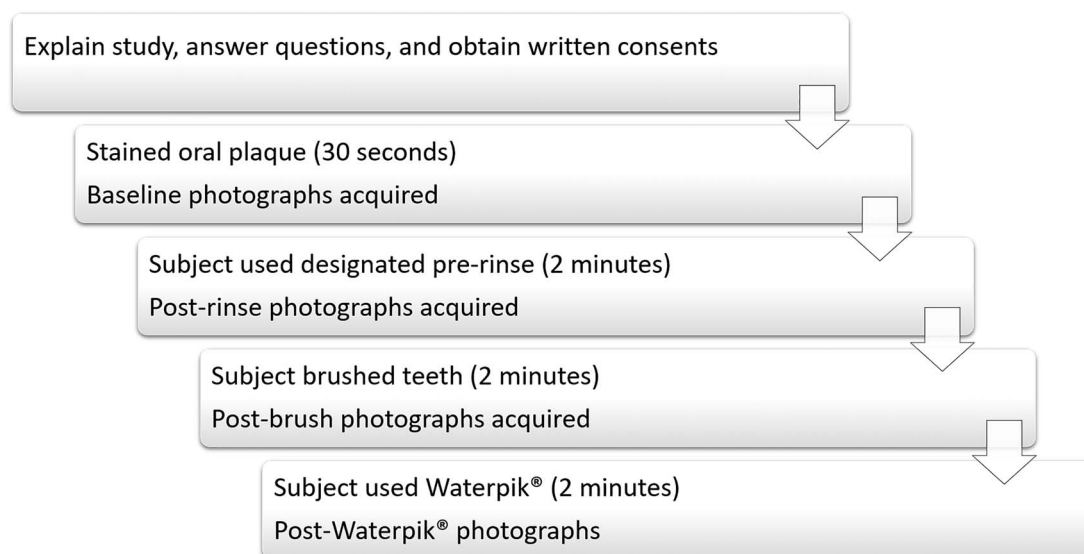 Explain study, answer questions, and obtain written consents
Stained oral plaque (30 seconds)
Baseline photographs acquired
Subject used designated pre-rinse (2 minutes)
Post-rinse photographs acquired
Subject brushed teeth (2 minutes)
Post-brush photographs acquired
Subject used Waterpik® (2 minutes)
Post-Waterpik® photographs